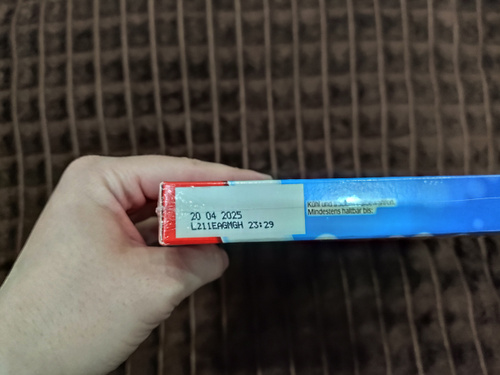 20 04 2025
L211EAGMGH 23:29
Kühl und
Mindestens haltbar bis: